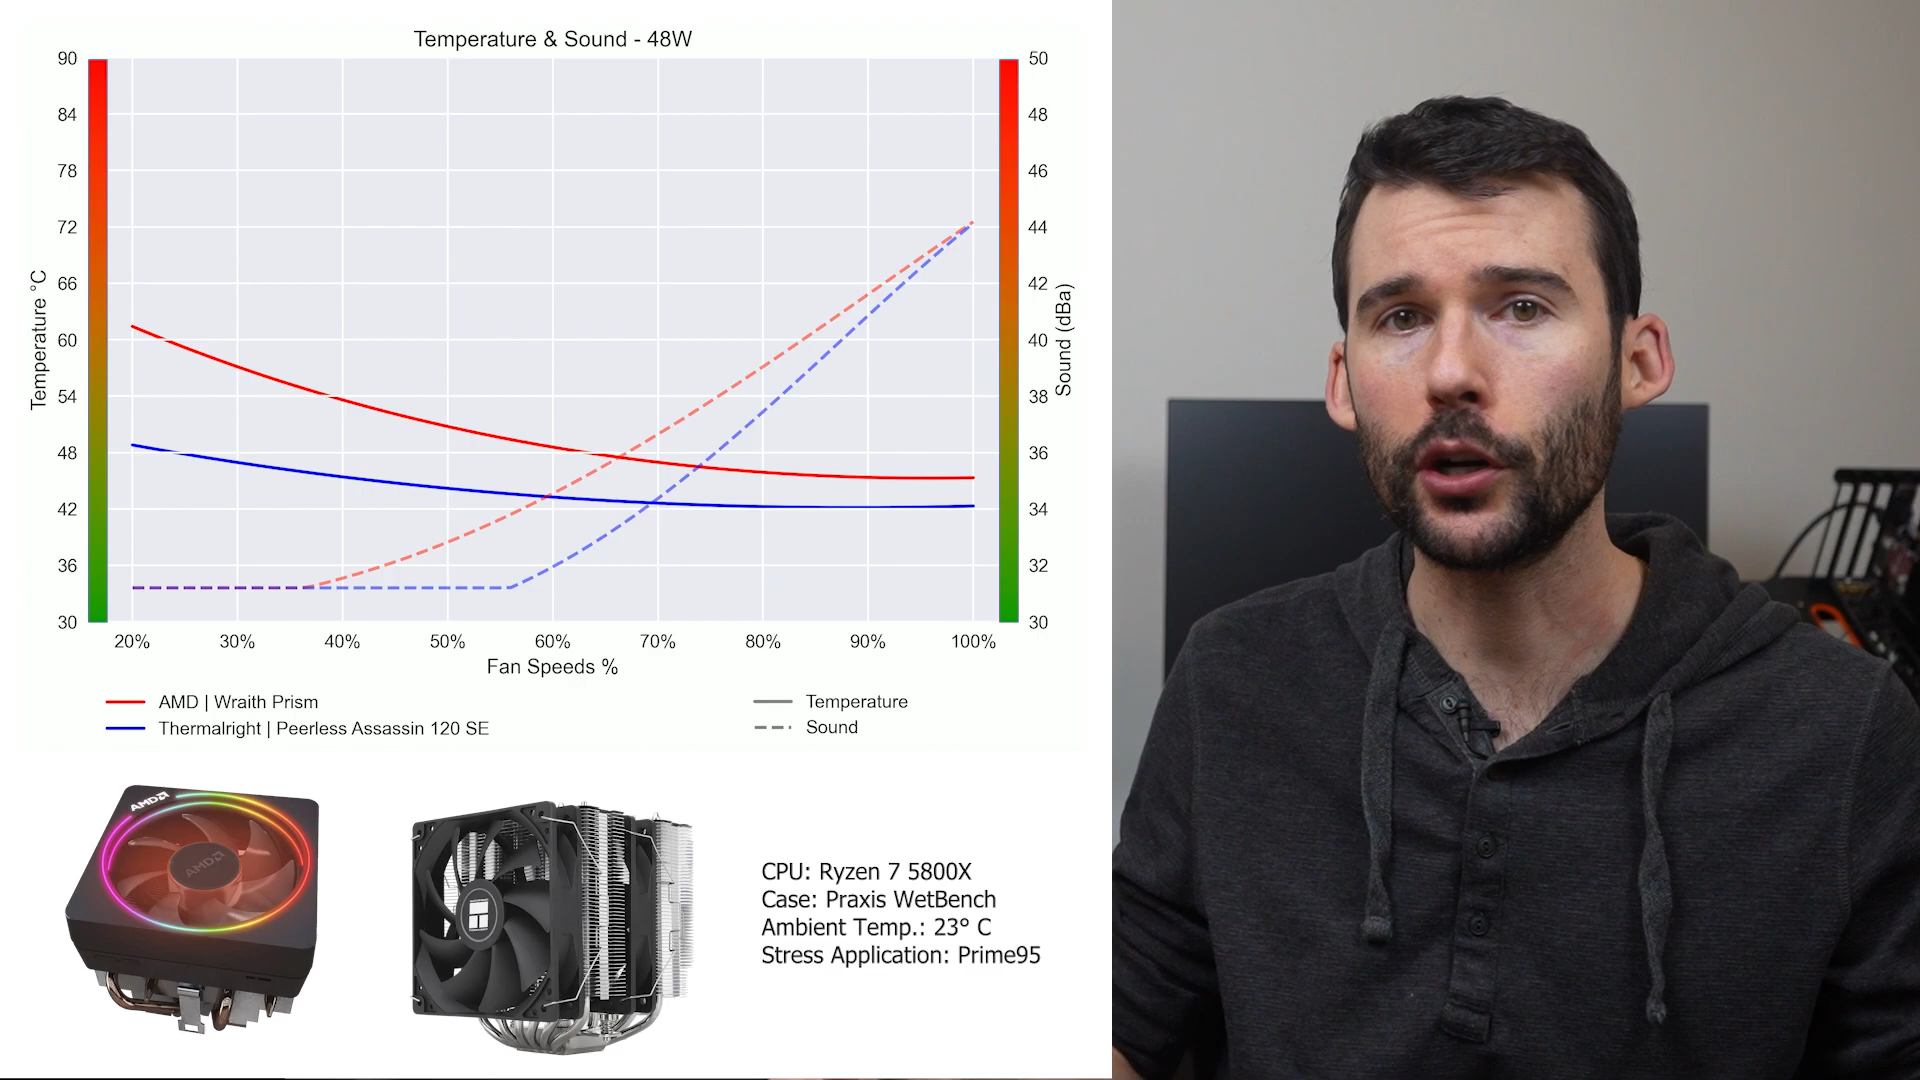 Temperature & Sound - 48W
90
84
78
72
66
60
54
48
42
36
30
Temperature °C
50
48
46
44
42
40
38
36
34
32
30
Sound (dBa)
20% 30% 40% 50% 60% 70% 80% 90% 100%
Fan Speeds %
AMD | Wraith Prism
Thermalright | Peerless Assassin 120 SE
Temperature
Sound
AMD
AMD
CPU: Ryzen 7 5800X
Case: Praxis WetBench
Ambient Temp.: 23° C
Stress Application: Prime95